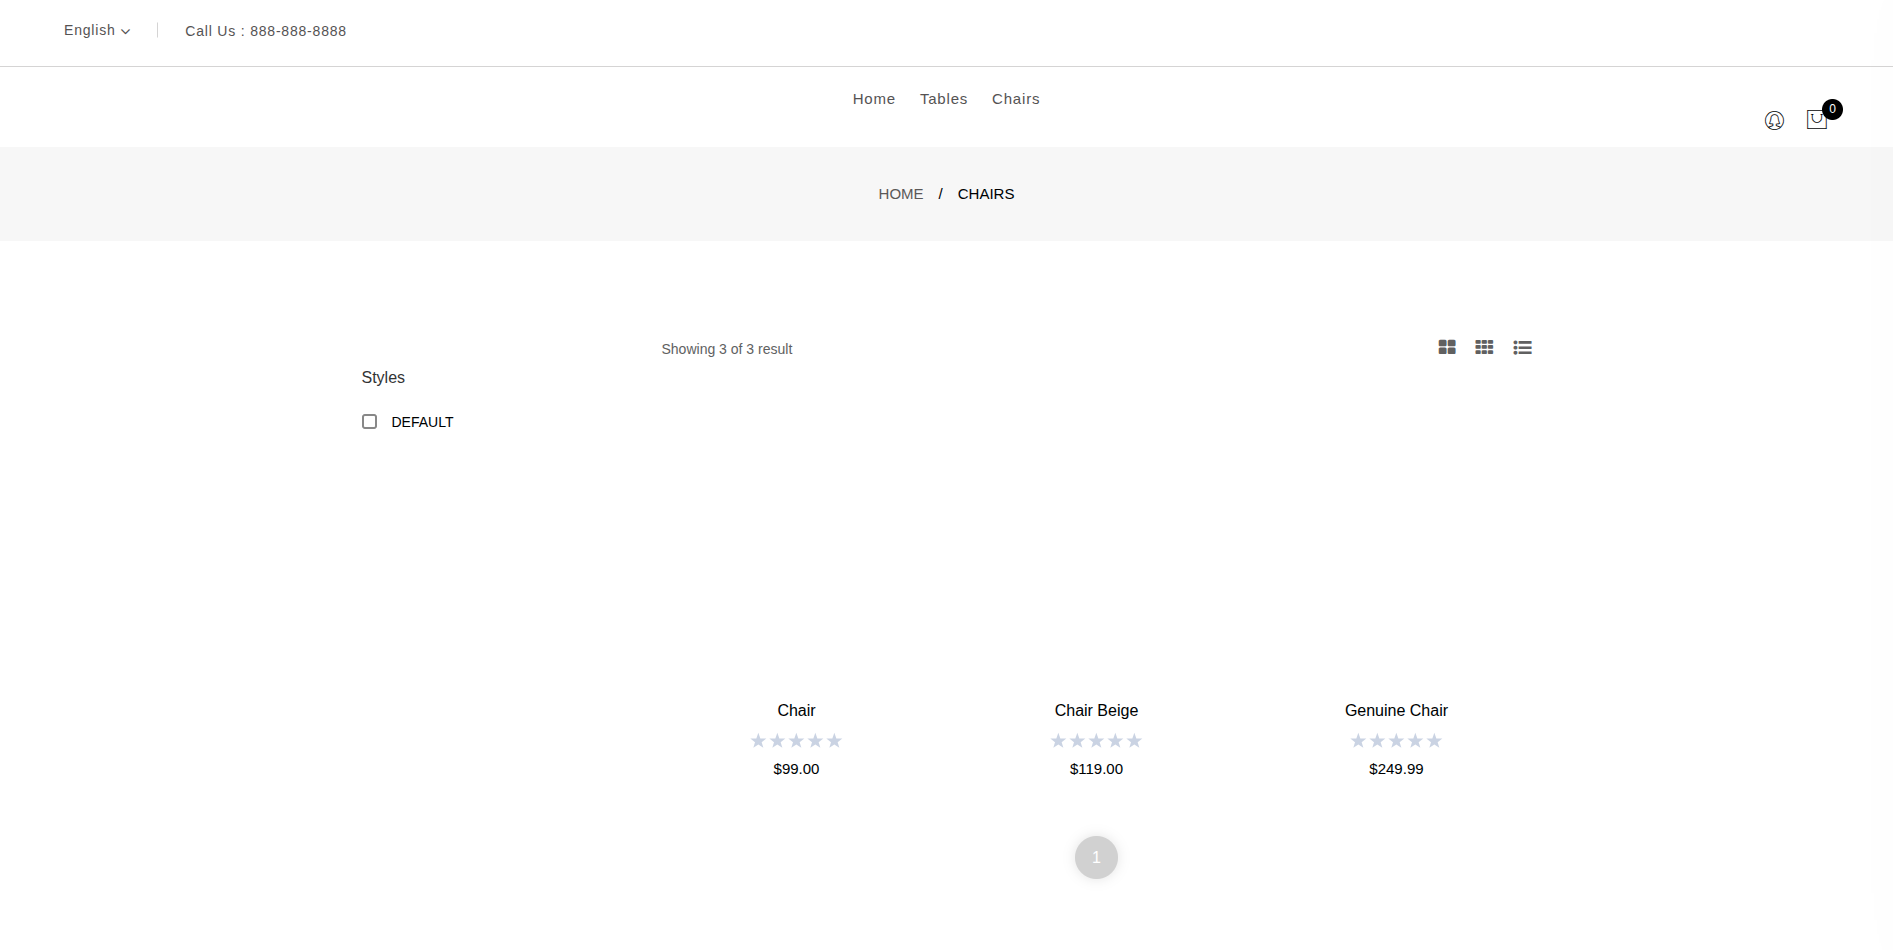 English
Call Us : 888-888-8888
Home Tables Chairs
0
HOME / CHAIRS
Showing 3 of 3 result
Styles
DEFAULT
Chair
$99.00
Chair Beige
$119.00
Genuine Chair
$249.99
1